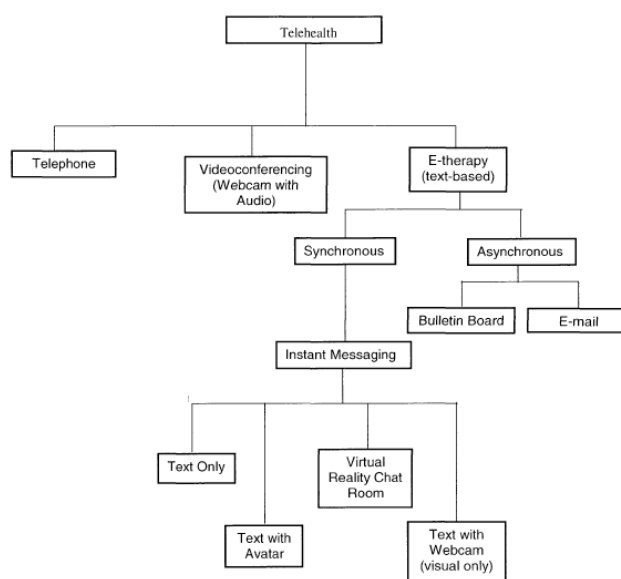 Telehealth
Telephone
Videoconferencing
(Webcam with
Audio)
E-therapy
(text-based)
Synchronous
Asynchronous
Bulletin Board
E-mail
Instant Messaging
Text Only
Virtual
Reality Chat
Room
Text with
Avatar
Text with
Webcam
(visual only)